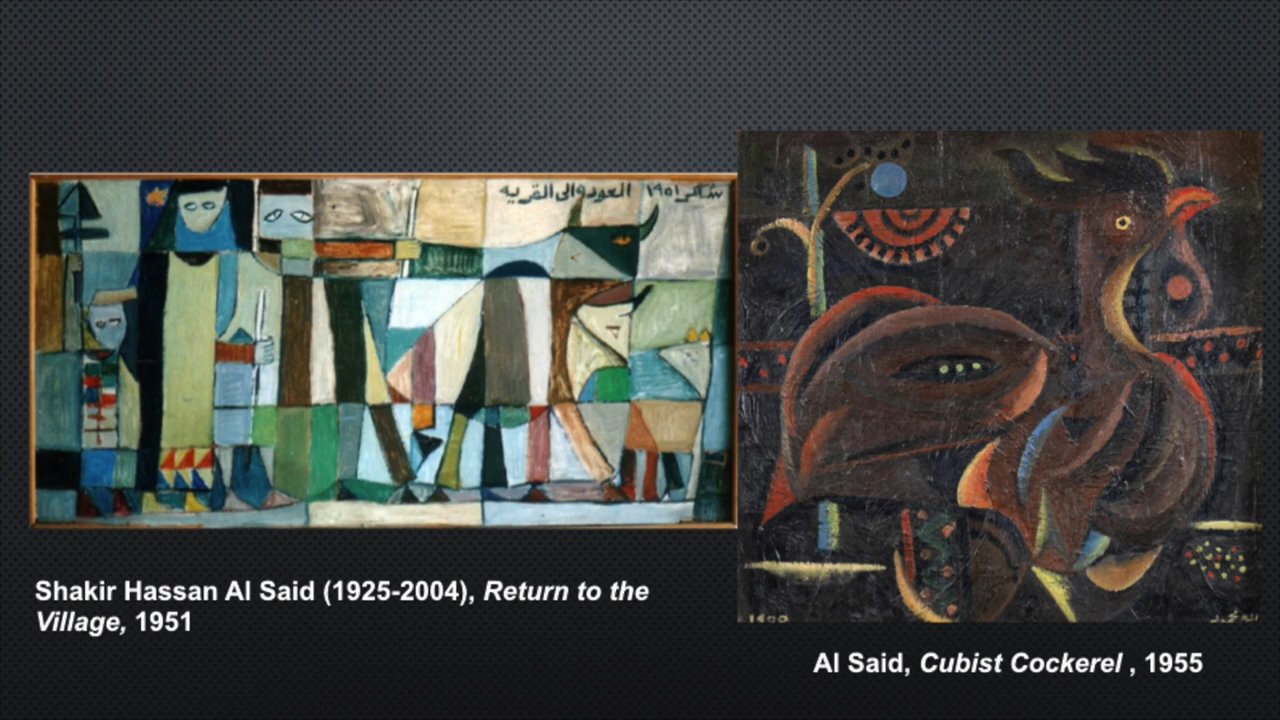 شاكر ١٩٥١ العودة الى القريه
Shakir Hassan Al Said (1925-2004), Return to the
Village, 1951
Al Said, Cubist Cockerel , 1955